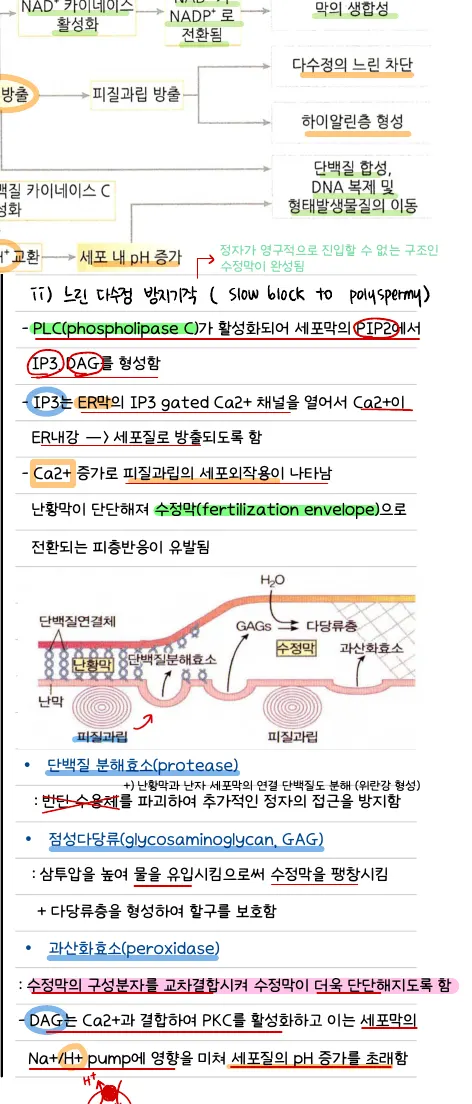 NAD⁺ 카이네이스
활성화
NADP⁺ 로
전환됨
막의 생합성
방출
피질과립 방출
다수정의 느린 차단
하이알린층 형성
단백질 합성,
DNA 복제 및
형태발생물질의 이동
백질 카이네이스 C
성화
교환
세포 내 pH 증가
정자가 영구적으로 진입할 수 없는 구조인
수정막이 완성됨
ii) 느린 다수정 방지기작 ( slow block to polyspermy)
- PLC(phospholipase C)가 활성화되어 세포막의 PIP2에서
IP3, DAG를 형성함
- IP3는 ER막의 IP3 gated Ca2+ 채널을 열어서 Ca2+이
ER내강 —> 세포질로 방출되도록 함
- Ca2+ 증가로 피질과립의 세포외작용이 나타남
난황막이 단단해져 수정막(fertilization envelope)으로
전환되는 피층반응이 유발됨
H₂O
단백질연결체
GAGs
다당류층
난황막
단백질분해효소
수정막
과산화효소
난막
피질과립
피질과립
• 단백질 분해효소(protease)
+) 난황막과 난자 세포막의 연결 단백질도 분해 (위란강 형성)
: 빈딘 수용체를 파괴하여 추가적인 정자의 접근을 방지함
• 점성다당류(glycosaminoglycan, GAG)
: 삼투압을 높여 물을 유입시킴으로써 수정막을 팽창시킴
+ 다당류층을 형성하여 할구를 보호함
• 과산화효소(peroxidase)
: 수정막의 구성분자를 교차결합시켜 수정막이 더욱 단단해지도록 함
- DAG는 Ca2+과 결합하여 PKC를 활성화하고 이는 세포막의
Na+/H+ pump에 영향을 미쳐 세포질의 pH 증가를 초래함
H⁺